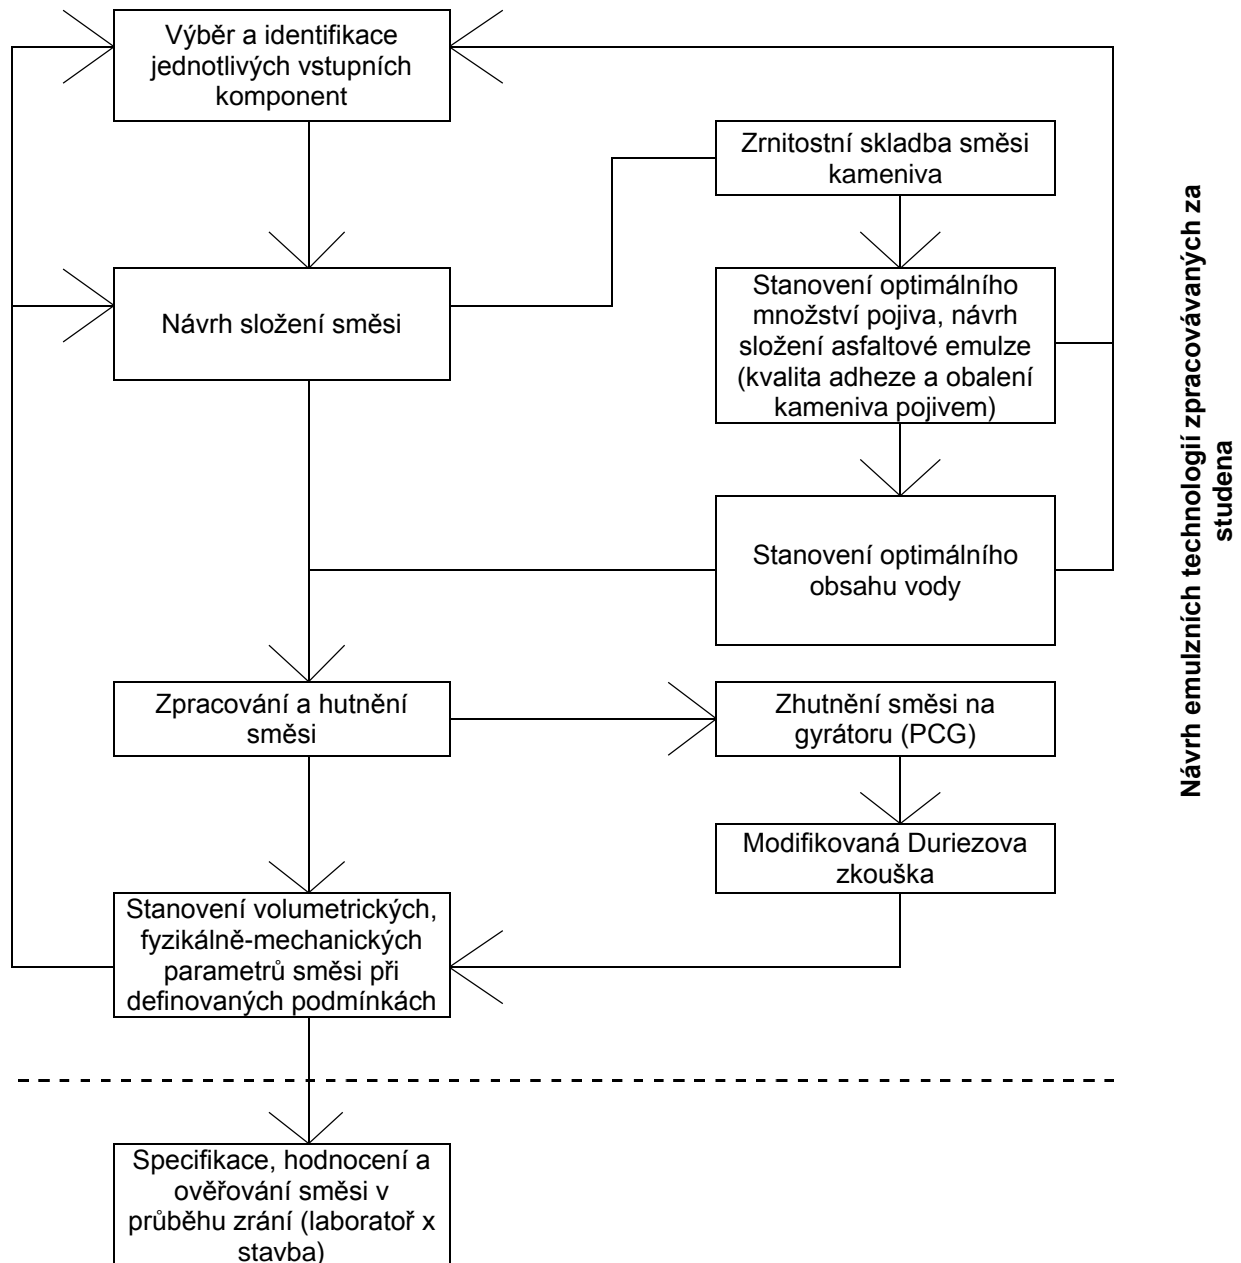 Výběr a identifikace
jednotlivých vstupních
komponent
Zrnitostní skladba směsi
kameniva
Návrh složení směsi
Stanovení optimálního
množství pojiva, návrh
složení asfaltové emulze
(kvalita adheze a obalení
kameniva pojivem)
Stanovení optimálního
obsahu vody
Zpracování a hutnění
směsi
Zhutnění směsi na
gyrátoru (PCG)
Modifikovaná Duriezova
zkouška
Stanovení volumetrických,
fyzikálně-mechanických
parametrů směsi při
definovaných podmínkách
Specifikace, hodnocení a
ověřování směsi v
průběhu zrání (laboratoř x
stavba)
Návrh emulzních technologií zpracovávaných za
studena